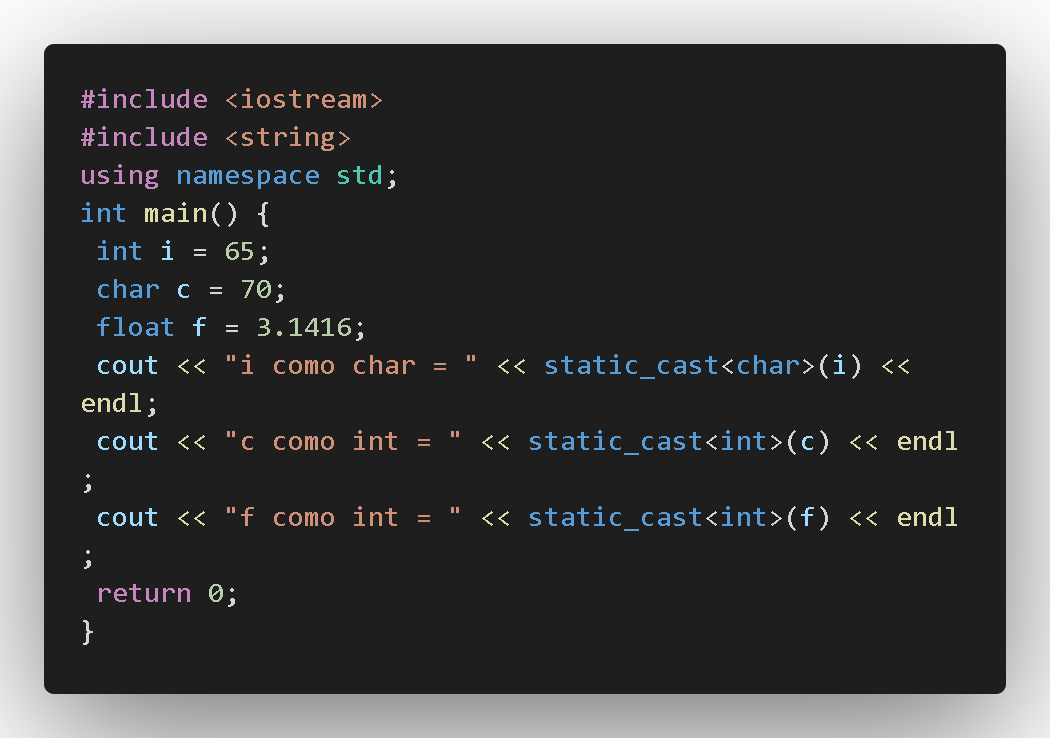 #include <iostream>
#include <string>
using namespace std;
int main() {
 int i = 65;
 char c = 70;
 float f = 3.1416;
 cout << "i como char = " << static_cast<char>(i) <<
endl;
 cout << "c como int = " << static_cast<int>(c) << endl
;
 cout << "f como int = " << static_cast<int>(f) << endl
;
 return 0;
}